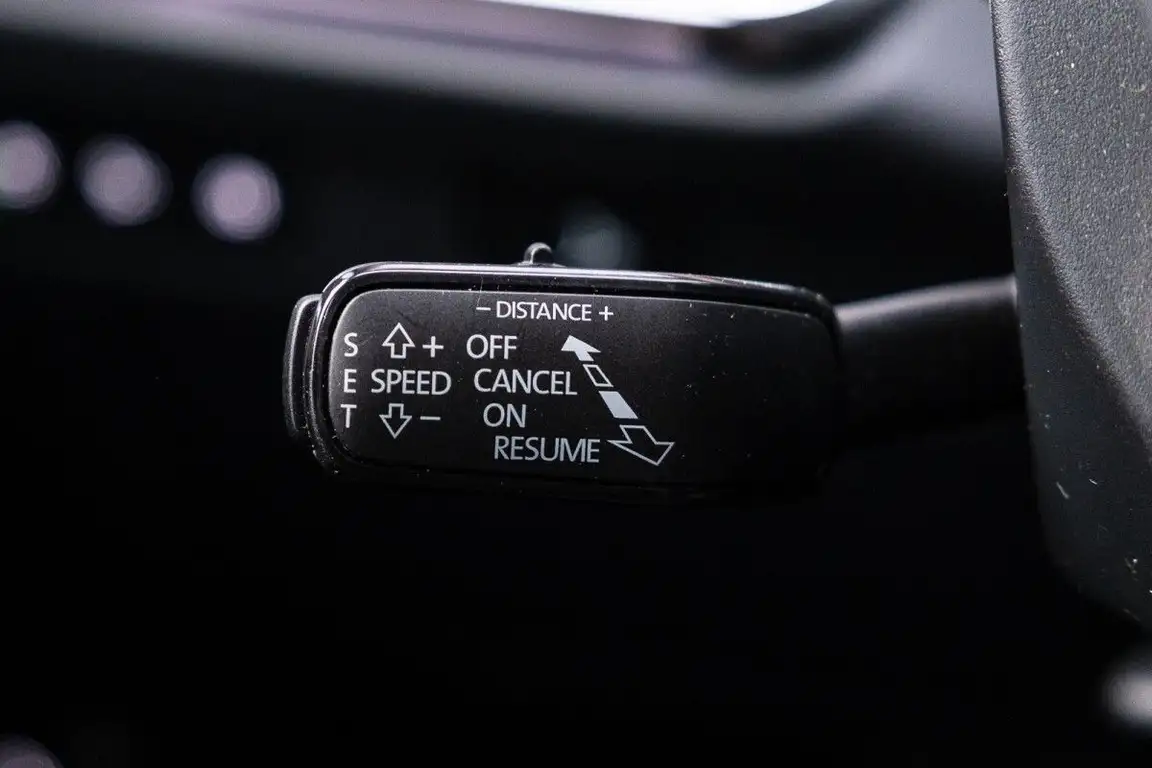 – DISTANCE +
S + OFF
E SPEED CANCEL
T – ON
RESUME